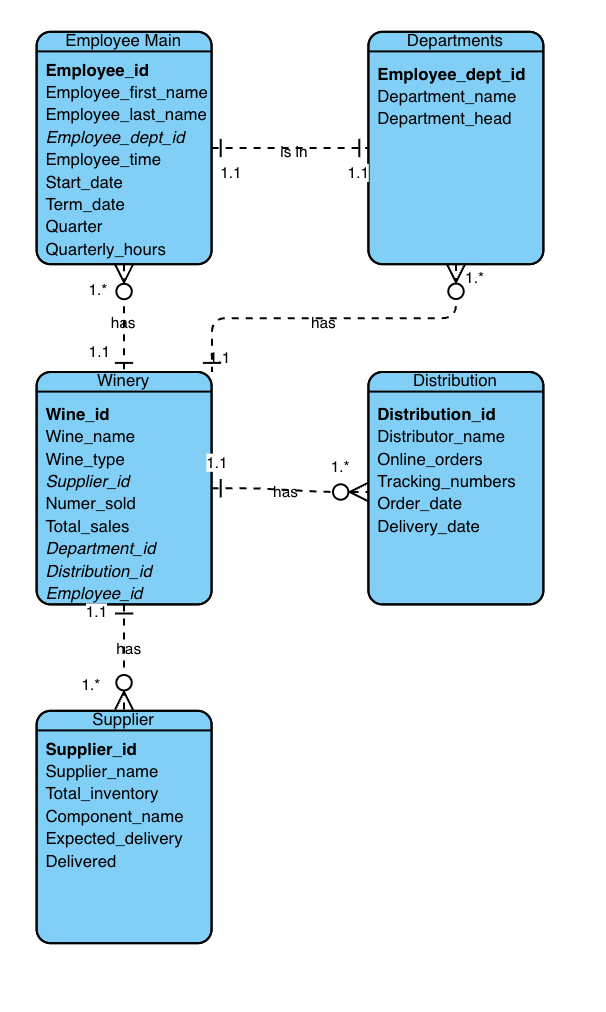 Employee Main
Employee_id
Employee_first_name
Employee_last_name
Employee_dept_id
Employee_time
Start_date
Term_date
Quarter
Quarterly_hours
Departments
Employee_dept_id
Department_name
Department_head
is in
1.1
1.1
1.*
has
1.1
1.*
has
1.1
Winery
Wine_id
Wine_name
Wine_type
Supplier_id
Numer_sold
Total_sales
Department_id
Distribution_id
Employee_id
1.1
has
1.*
Distribution
Distribution_id
Distributor_name
Online_orders
Tracking_numbers
Order_date
Delivery_date
1.1
has
1.*
Supplier
Supplier_id
Supplier_name
Total_inventory
Component_name
Expected_delivery
Delivered